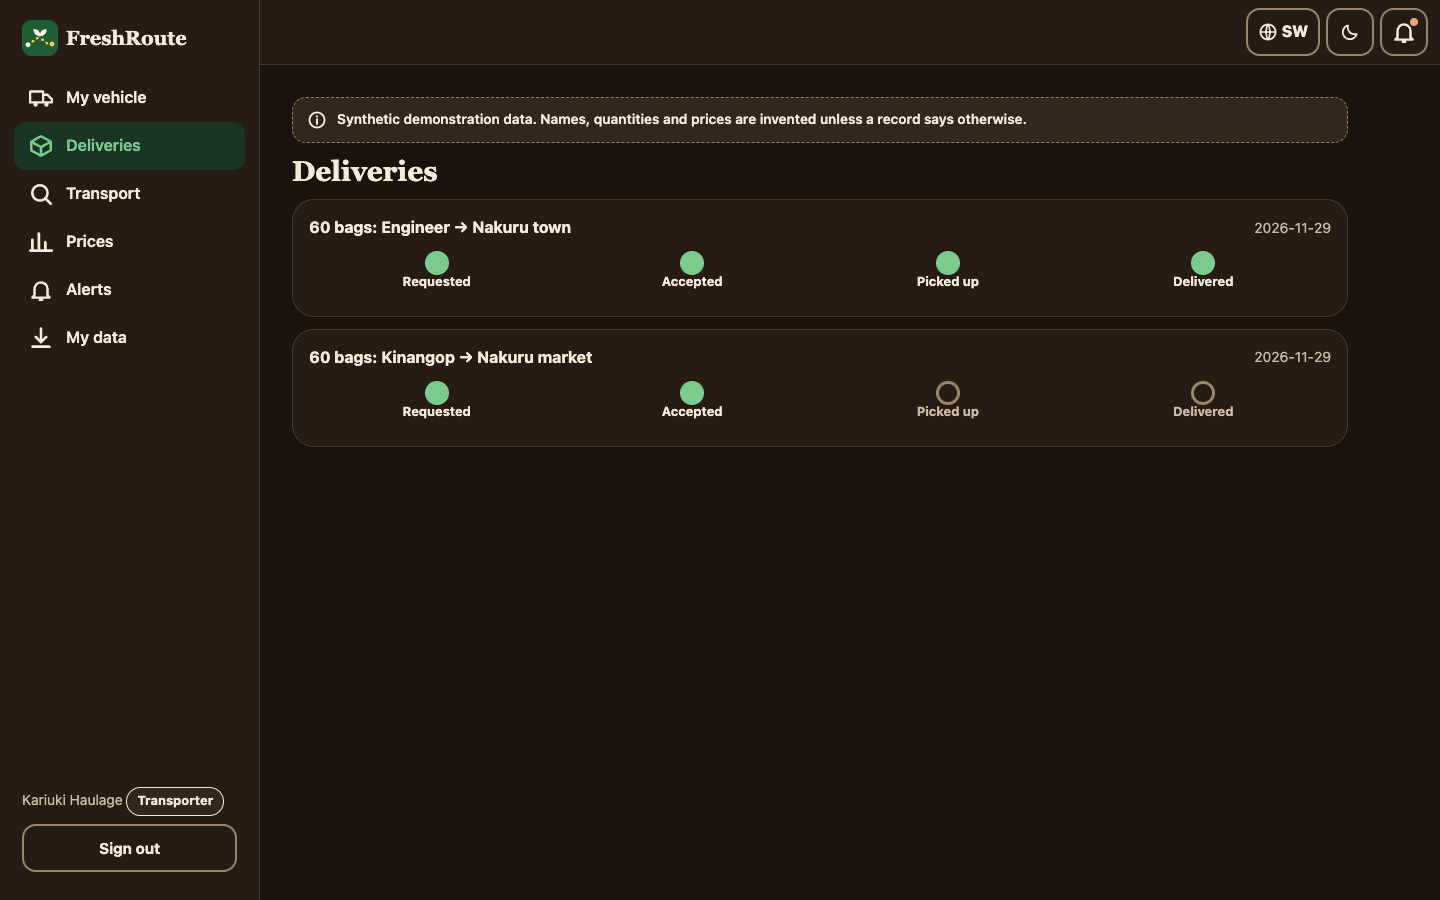 FreshRoute
SW
My vehicle
Deliveries
Transport
Prices
Alerts
My data
Kariuki Haulage Transporter
Sign out
Synthetic demonstration data. Names, quantities and prices are invented unless a record says otherwise.
Deliveries
60 bags: Engineer → Nakuru town 2026-11-29
Requested Accepted Picked up Delivered
60 bags: Kinangop → Nakuru market 2026-11-29
Requested Accepted Picked up Delivered